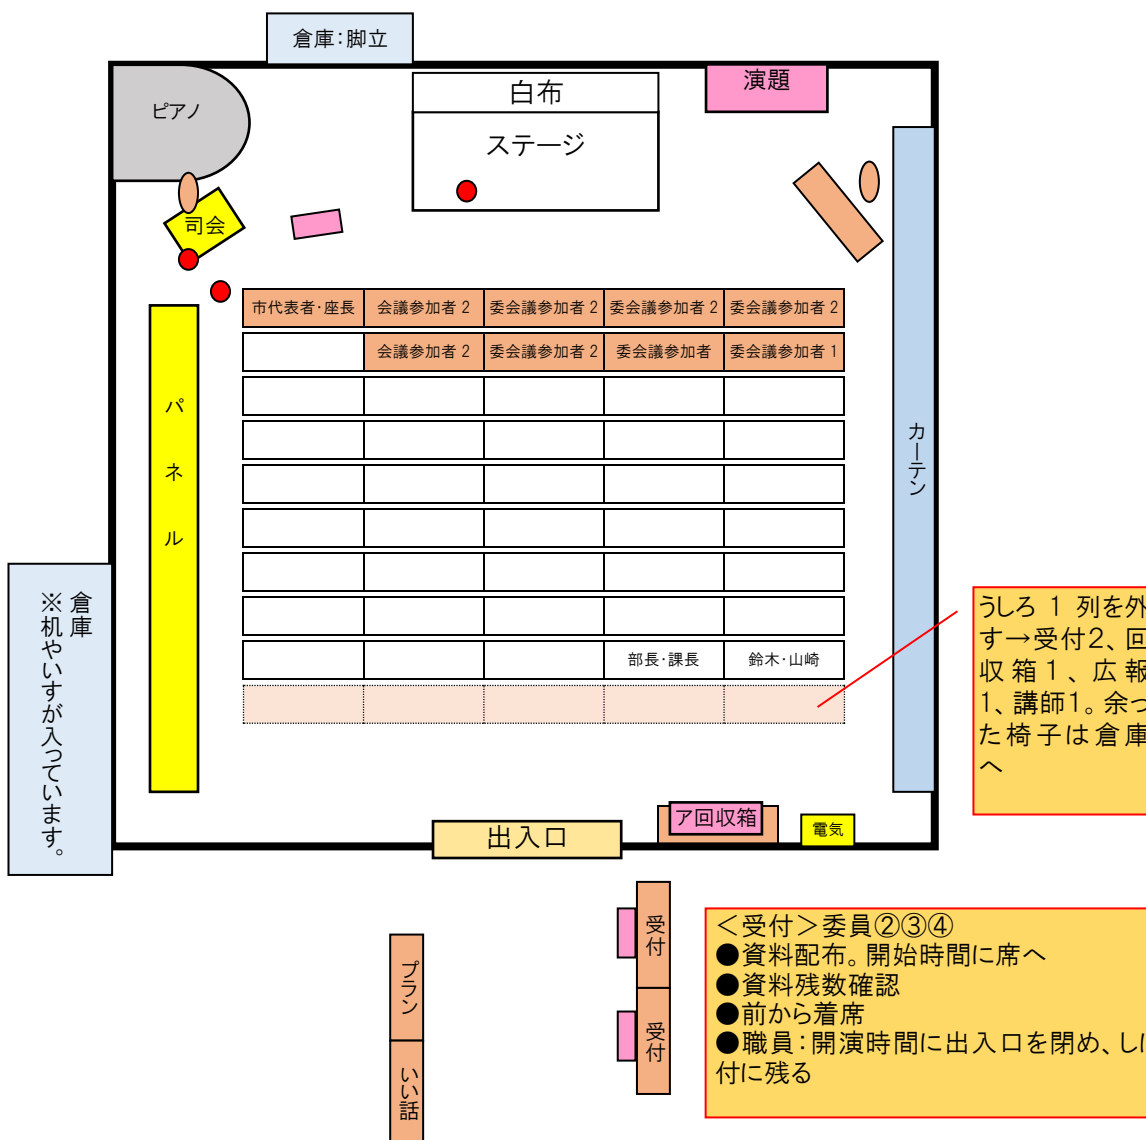 倉庫：脚立
白布
演題
ピアノ
ステージ
司会
市代表者・座長 会議参加者2 委会議参加者2 委会議参加者2 委会議参加者2
会議参加者2 委会議参加者2 委会議参加者 委会議参加者1
パネル
カーテン
倉庫
※机やいすが入っています。
部長・課長 鈴木・山崎
うしろ 1 列を外
す→受付2、回
収箱1、広報
1、講師1。余っ
た椅子は倉庫
へ
ア回収箱
電気
出入口
受付
受付
プラン
いい話
＜受付＞委員②③④
●資料配布。開始時間に席へ
●資料残数確認
●前から着席
●職員：開演時間に出入口を閉め、し
付に残る